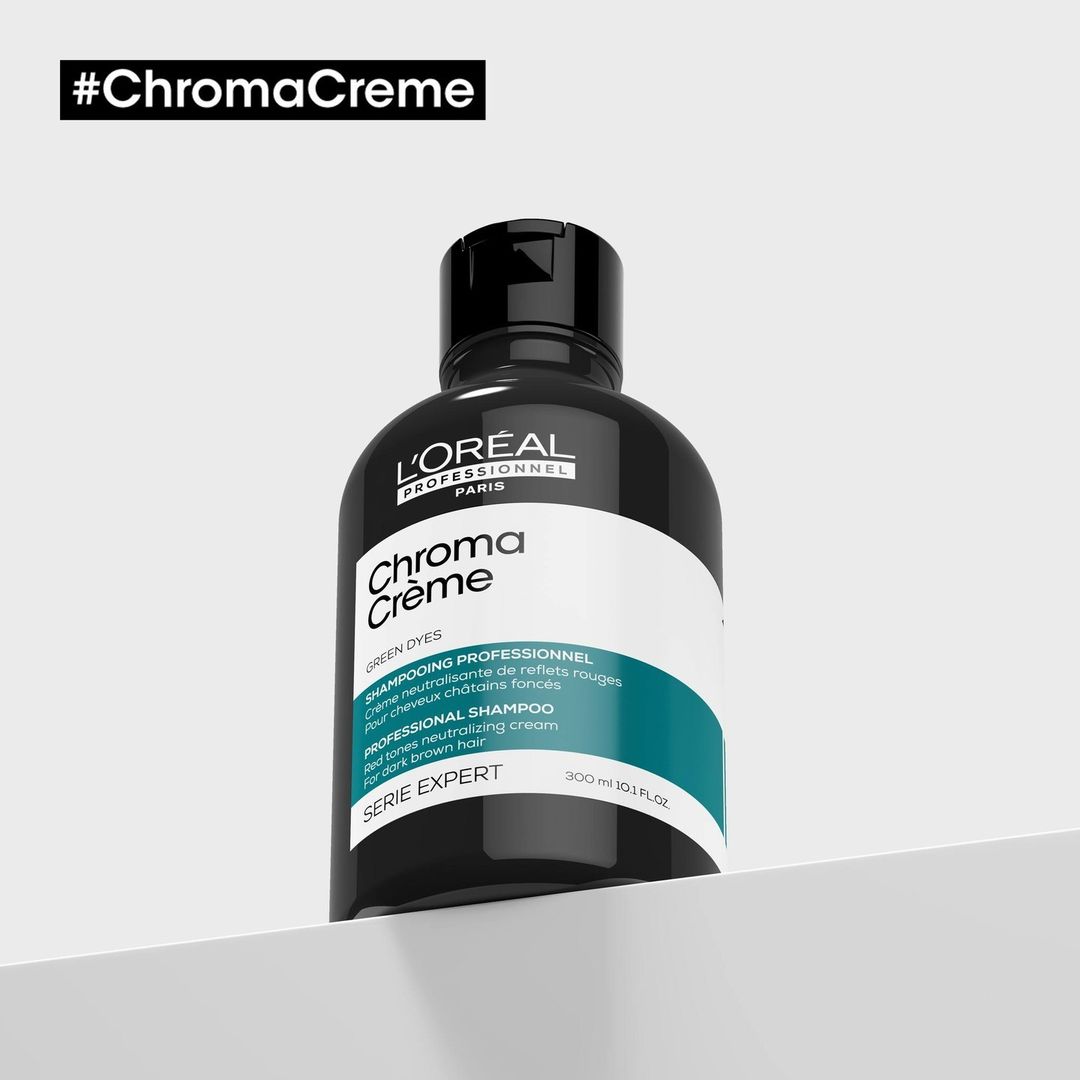 #ChromaCreme
L'ORÉAL
PROFESSIONNEL
PARIS
Chroma
Crème
GREEN DYES
SHAMPOOING PROFESSIONNEL
Crème neutralisante de reflets rouges
Pour cheveux châtains foncés
PROFESSIONAL SHAMPOO
Red tones neutralizing cream
For dark brown hair
SERIE EXPERT
300 ml 10.1 FL.OZ.